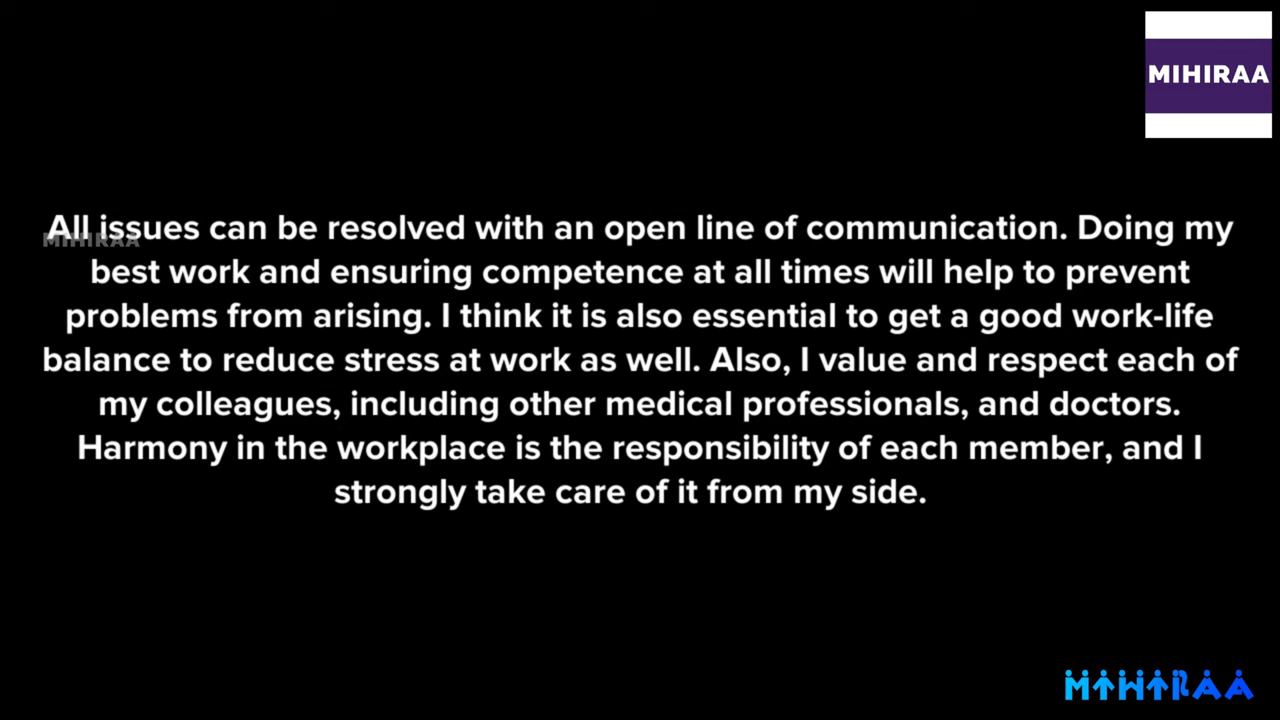 MIHIRAA
All issues can be resolved with an open line of communication. Doing my
MIHIRAA
best work and ensuring competence at all times will help to prevent
problems from arising. I think it is also essential to get a good work-life
balance to reduce stress at work as well. Also, I value and respect each of
my colleagues, including other medical professionals, and doctors.
Harmony in the workplace is the responsibility of each member, and I
strongly take care of it from my side.
MIHIRAA